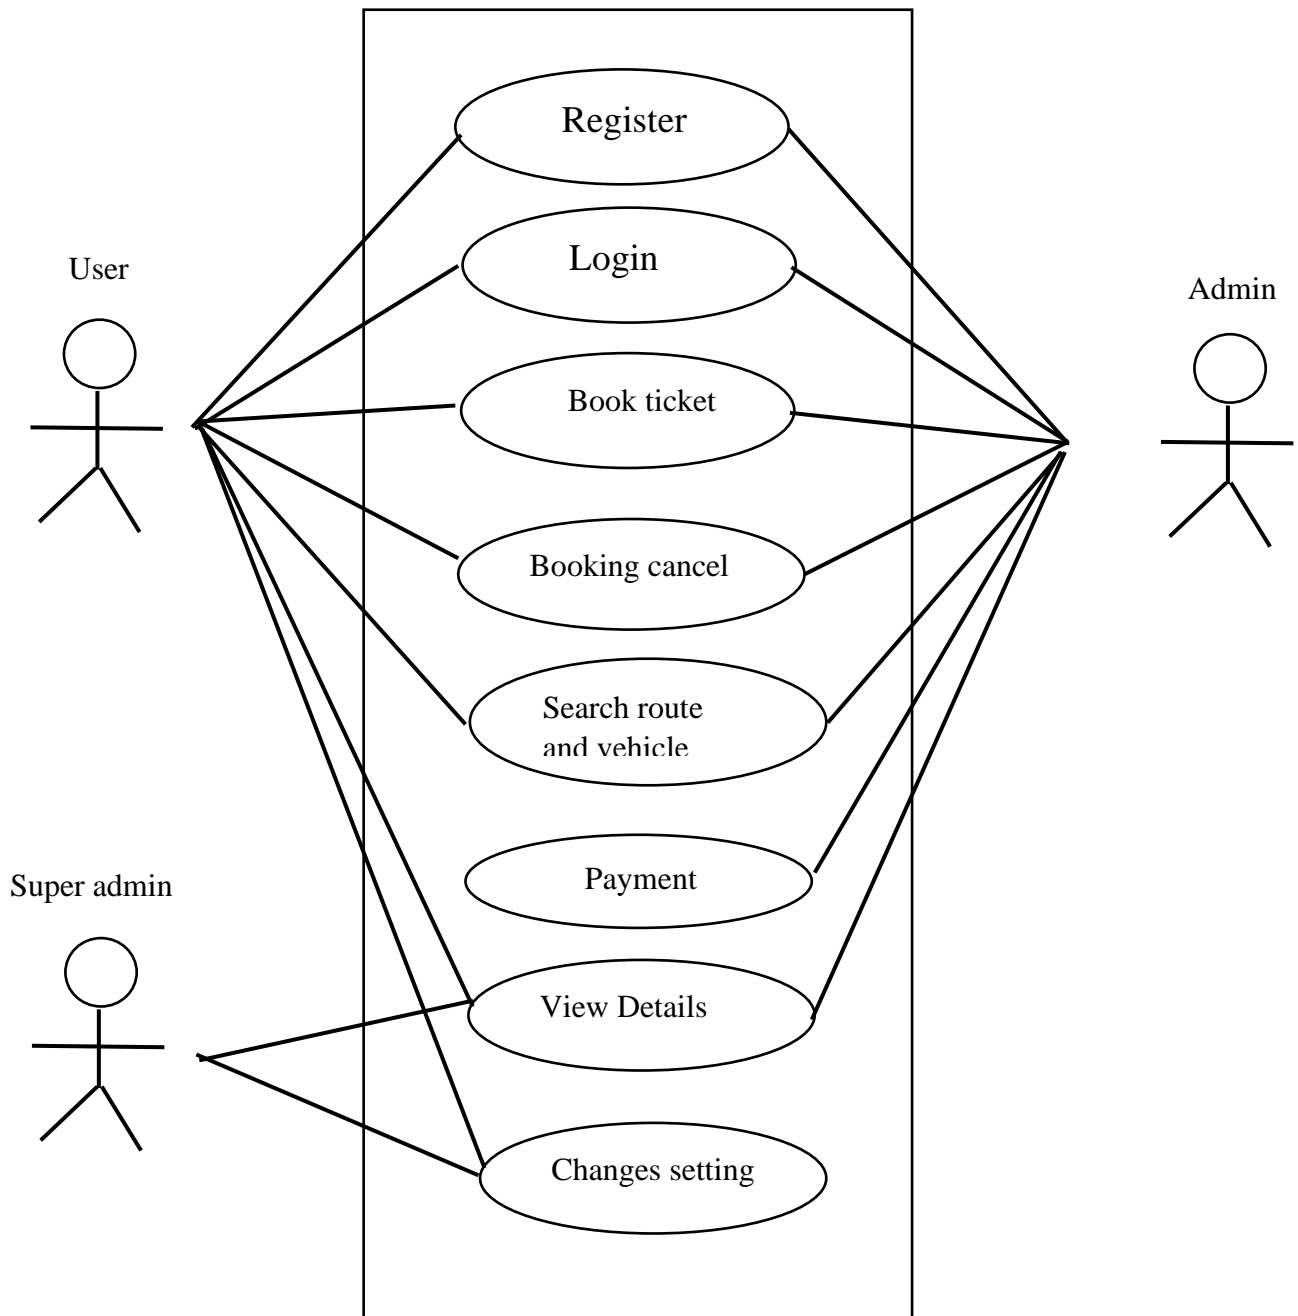 Register
Login
User
Admin
Book ticket
Booking cancel
Search route
and vehicle
Payment
Super admin
View Details
Changes setting